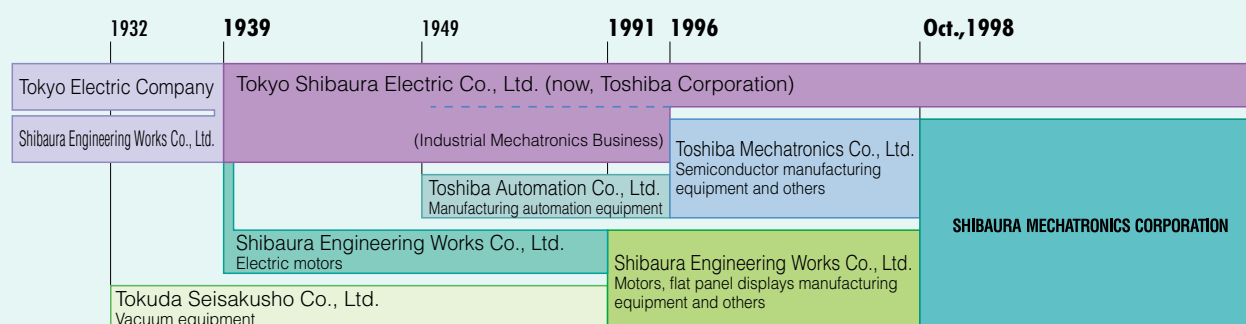 1932
1939
1949
1991
1996
Oct.,1998
Tokyo Electric Company
Tokyo Shibaura Electric Co., Ltd. (now, Toshiba Corporation)
Shibaura Engineering Works Co., Ltd.
(Industrial Mechatronics Business)
Toshiba Mechatronics Co., Ltd.
Semiconductor manufacturing
equipment and others
Toshiba Automation Co., Ltd.
Manufacturing automation equipment
SHIBAURA MECHATRONICS CORPORATION
Shibaura Engineering Works Co., Ltd.
Electric motors
Shibaura Engineering Works Co., Ltd.
Motors, flat panel displays manufacturing
equipment and others
Tokuda Seisakusho Co., Ltd.
Vacuum equipment